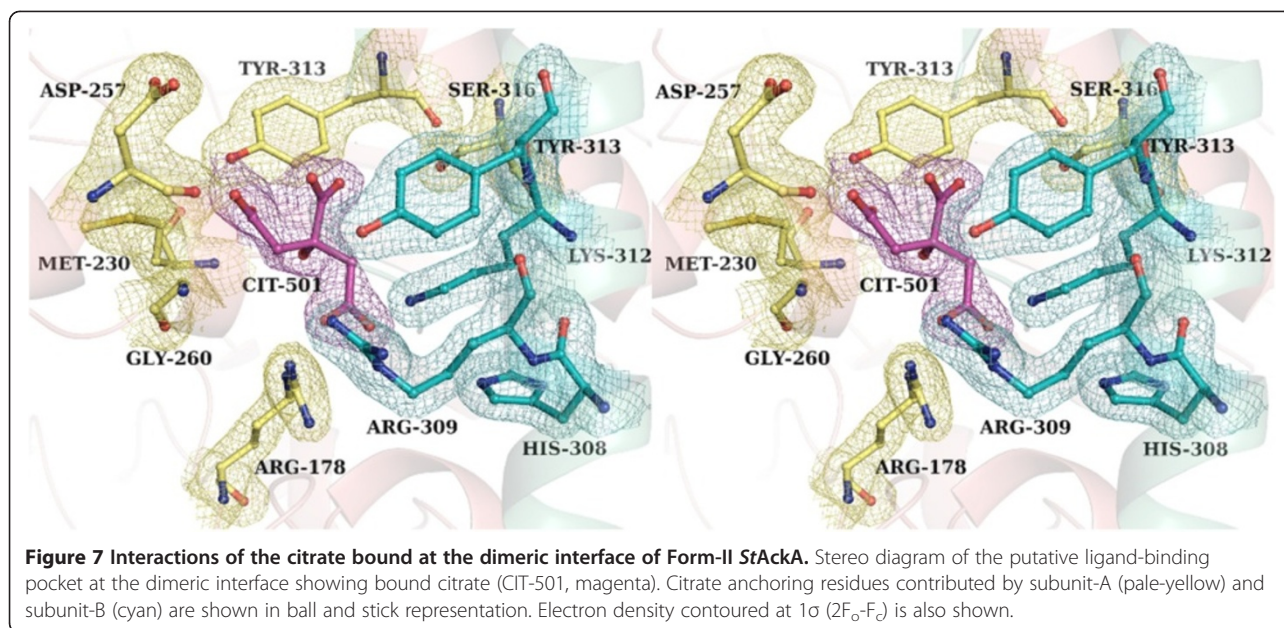 TYR-313 TYR-313
ASP-257 SER-316 ASP-257 SER-316
TYR-313 TYR-313
MET-230 LYS-312 MET-230 LYS-312
CIT-501 CIT-501
GLY-260 GLY-260
ARG-309 ARG-309
HIS-308 HIS-308
ARG-178 ARG-178
Figure 7 Interactions of the citrate bound at the dimeric interface of Form-II StAckA. Stereo diagram of the putative ligand-binding
pocket at the dimeric interface showing bound citrate (CIT-501, magenta). Citrate anchoring residues contributed by subunit-A (pale-yellow) and
subunit-B (cyan) are shown in ball and stick representation. Electron density contoured at 1σ (2Fo-Fc) is also shown.